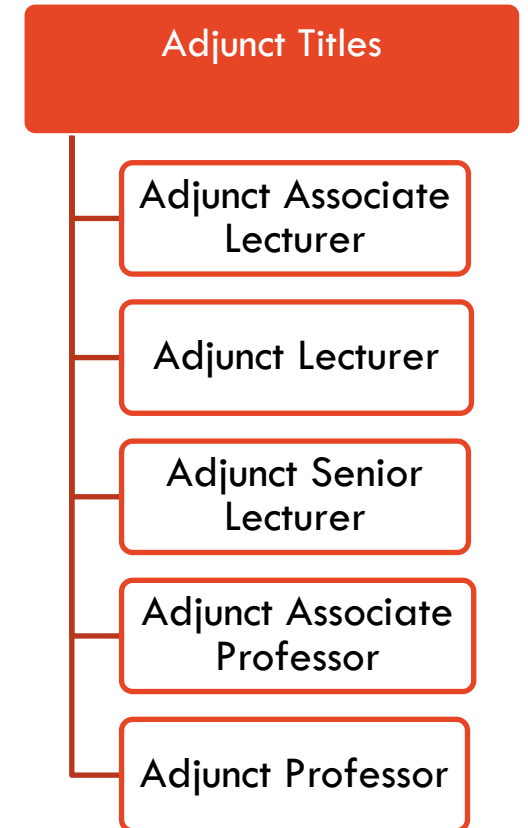 Adjunct Titles
Adjunct Associate
Lecturer
Adjunct Lecturer
Adjunct Senior
Lecturer
Adjunct Associate
Professor
Adjunct Professor